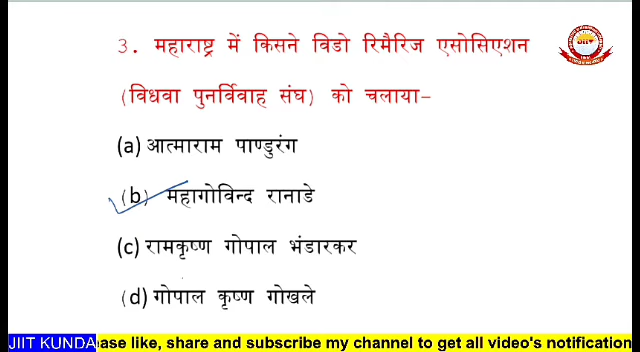 3. महाराष्ट्र में किसने विडो रिमैरिज एसोसिएशन
(विधवा पुनर्विवाह संघ) को चलाया–
(a) आत्माराम पाण्डुरंग
(b) महागोविन्द रानाडे
(c) रामकृष्ण गोपाल भंडारकर
(d) गोपाल कृष्ण गोखले
JIIT KUNDA ase like, share and subscribe my channel to get all video's notification